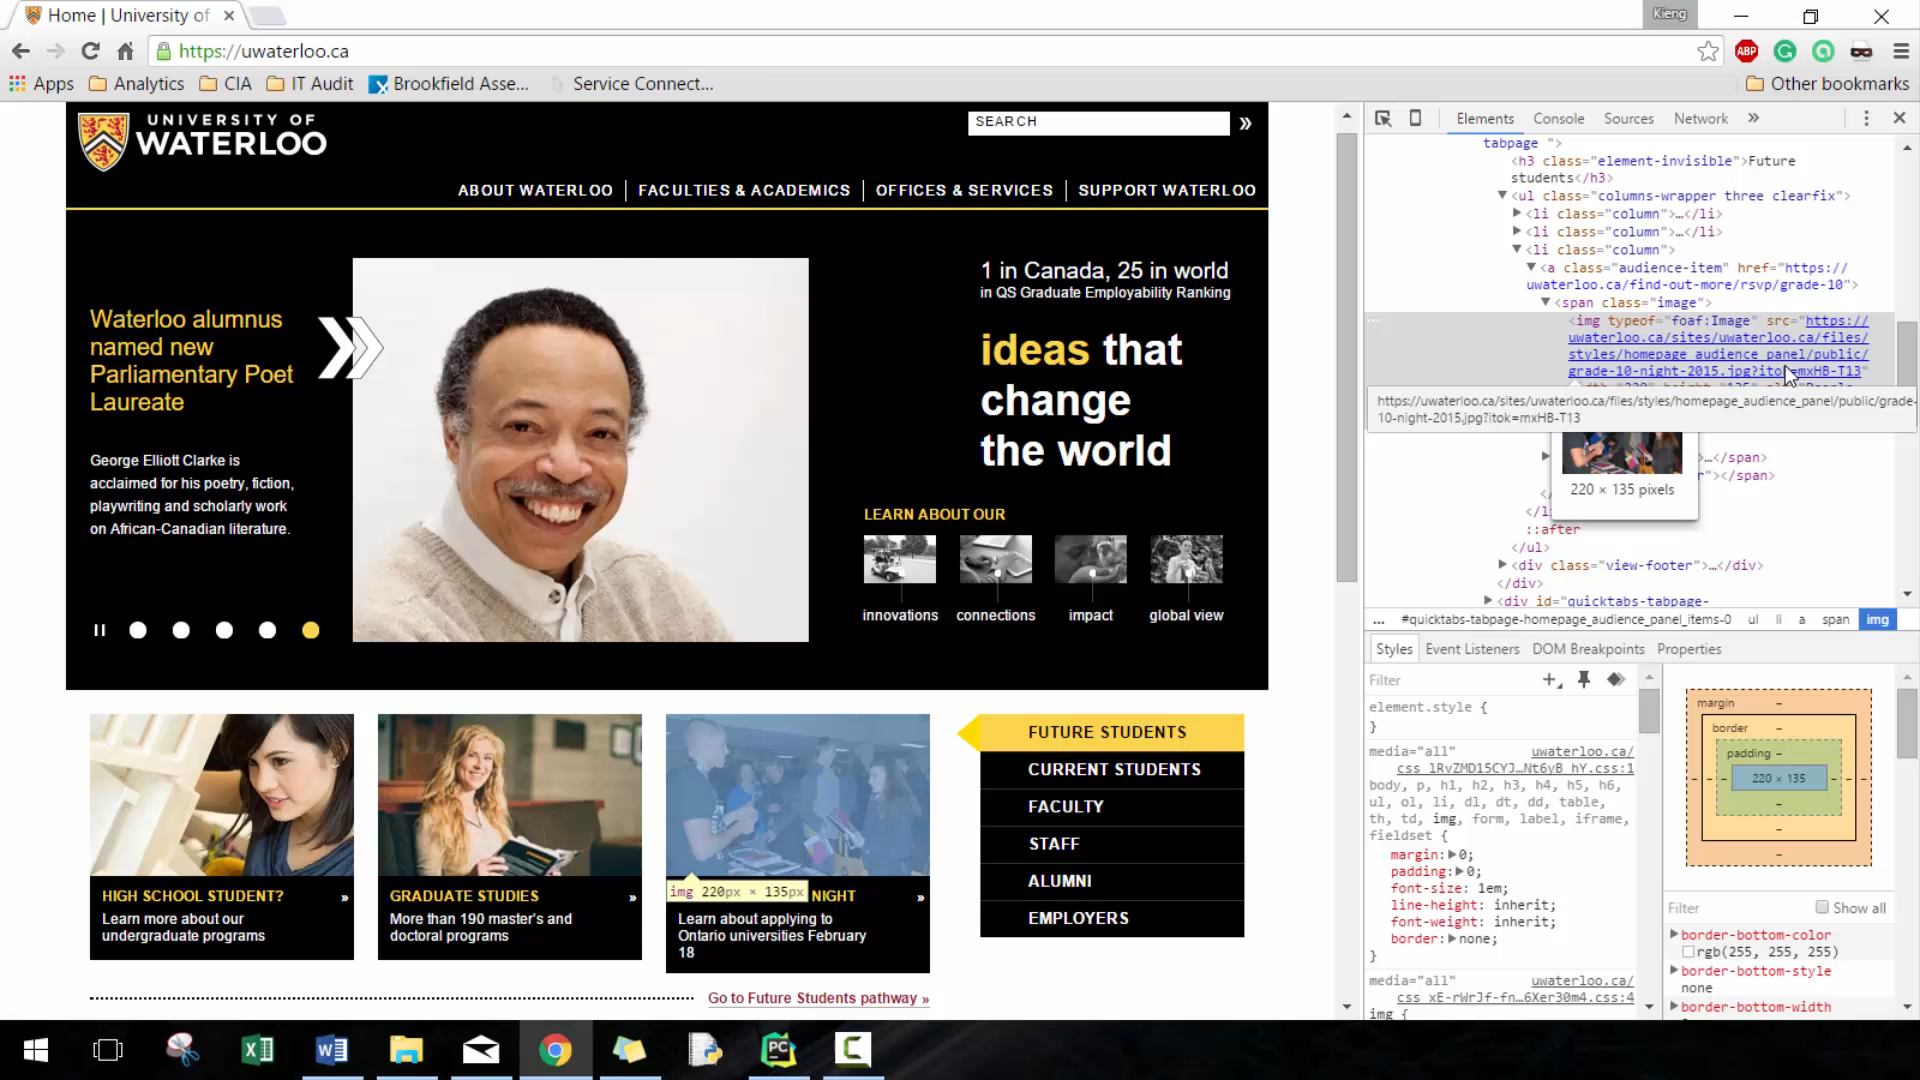 Home | University of
Kieng
https://uwaterloo.ca
ABP
Apps
Analytics
CIA
IT Audit
Brookfield Asse...
Service Connect...
Other bookmarks
UNIVERSITY OF
WATERLOO
SEARCH
ABOUT WATERLOO
FACULTIES & ACADEMICS
OFFICES & SERVICES
SUPPORT WATERLOO
Waterloo alumnus
named new
Parliamentary Poet
Laureate
George Elliott Clarke is
acclaimed for his poetry, fiction,
playwriting and scholarly work
on African-Canadian literature.
1 in Canada, 25 in world
in QS Graduate Employability Ranking
ideas that
change
the world
LEARN ABOUT OUR
innovations
connections
impact
global view
HIGH SCHOOL STUDENT? »
Learn more about our
undergraduate programs
GRADUATE STUDIES »
More than 190 master's and
doctoral programs
img 220px × 135px
NIGHT »
Learn about applying to
Ontario universities February
18
FUTURE STUDENTS
CURRENT STUDENTS
FACULTY
STAFF
ALUMNI
EMPLOYERS
Go to Future Students pathway »
Elements
Console
Sources
Network
»
tabpage ">
<h3 class="element-invisible">Future
students</h3>
<ul class="columns-wrapper three clearfix">
<li class="column">…</li>
<li class="column">…</li>
<li class="column">
<a class="audience-item" href="https://
uwaterloo.ca/find-out-more/rsvp/grade-10">
<span class="image">
<img typeof="foaf:Image" src="https://
uwaterloo.ca/sites/uwaterloo.ca/files/
styles/homepage_audience_panel/public/
grade-10-night-2015.jpg?itok=mxHB-T13"
https://uwaterloo.ca/sites/uwaterloo.ca/files/styles/homepage_audience_panel/public/grade-
10-night-2015.jpg?itok=mxHB-T13
…</span>
r"></span>
220 × 135 pixels
</li
::after
</ul>
<div class="view-footer">…</div>
</div>
<div id="quicktabs-tabpage-
... #quicktabs-tabpage-homepage_audience_panel_items-0 ul li a span img
Styles
Event Listeners
DOM Breakpoints
Properties
Filter
element.style {
}
media="all" uwaterloo.ca/
css_lRvZMD15CYJ…Nt6yB_hY.css:1
body, p, h1, h2, h3, h4, h5, h6,
ul, ol, li, dl, dt, dd, table,
th, td, img, form, label, iframe,
fieldset {
margin: 0;
padding: 0;
font-size: 1em;
line-height: inherit;
font-weight: inherit;
border: none;
}
media="all" uwaterloo.ca/
css_xE-rWrJf-fn…6Xer30m4.css:4
img {
margin –
border –
padding –
220 × 135
Filter
Show all
border-bottom-color
rgb(255, 255, 255)
border-bottom-style
none
border-bottom-width